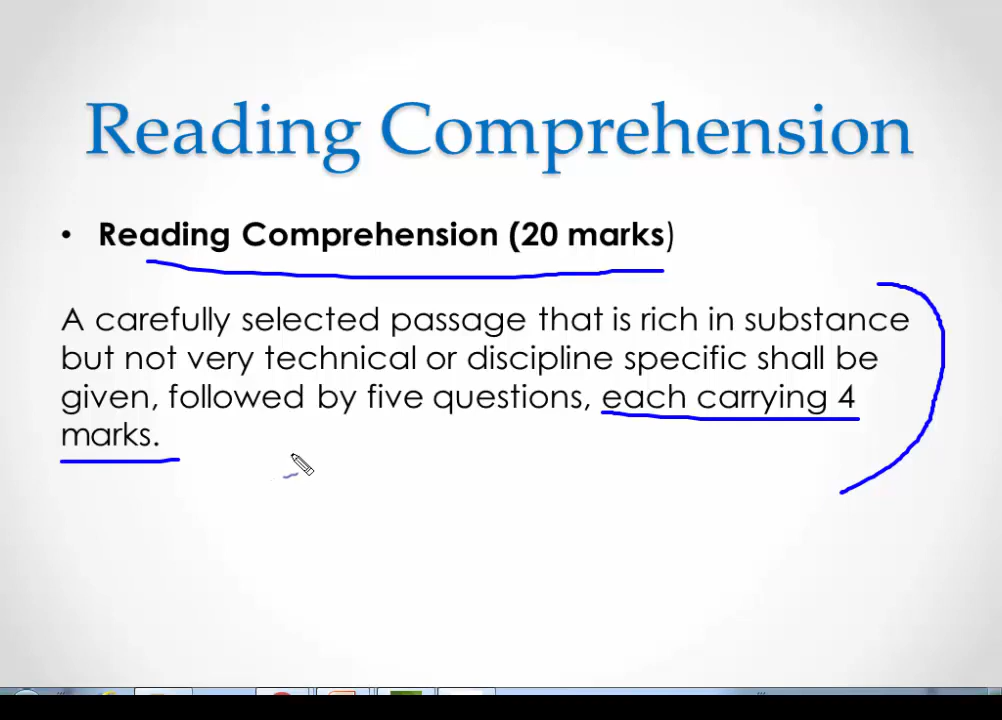 Reading Comprehension
• Reading Comprehension (20 marks)
A carefully selected passage that is rich in substance
but not very technical or discipline specific shall be
given, followed by five questions, each carrying 4
marks.